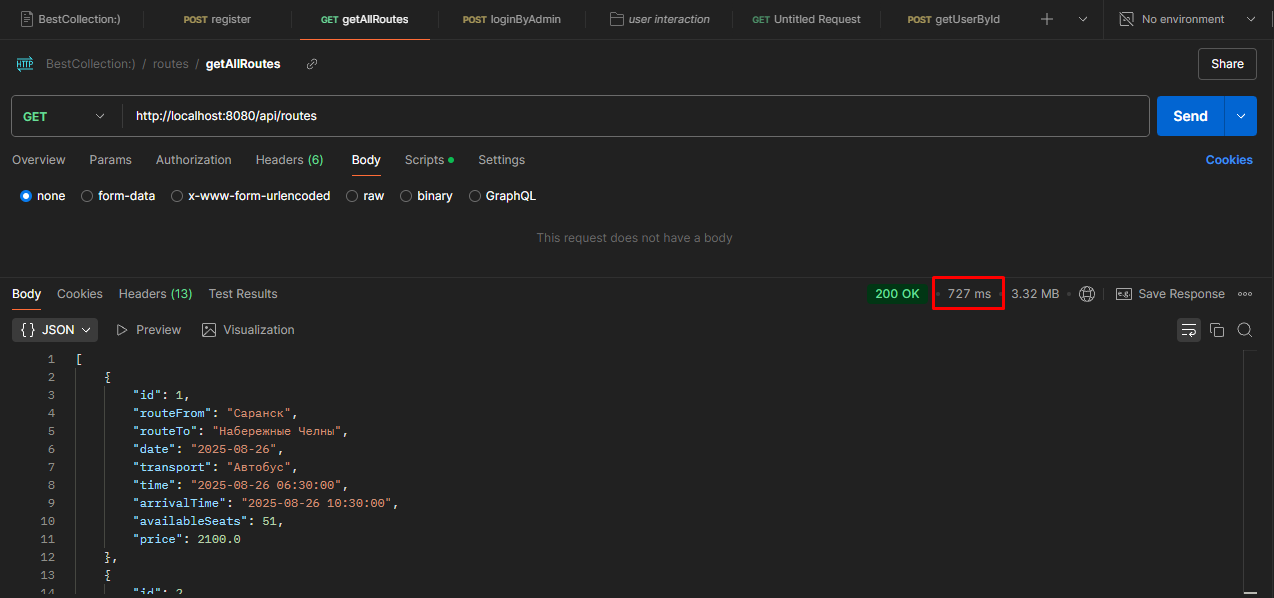 BestCollection:) POST register GET getAllRoutes POST loginByAdmin user interaction GET Untitled Request POST getUserById No environment
HTTP BestCollection:) / routes / getAllRoutes Share
GET http://localhost:8080/api/routes Send
Overview Params Authorization Headers (6) Body Scripts Settings Cookies
none form-data x-www-form-urlencoded raw binary GraphQL
This request does not have a body
Body Cookies Headers (13) Test Results 200 OK 727 ms 3.32 MB e.g. Save Response
{} JSON Preview Visualization
1 [
2 {
3 "id": 1,
4 "routeFrom": "Саранск",
5 "routeTo": "Набережные Челны",
6 "date": "2025-08-26",
7 "transport": "Автобус",
8 "time": "2025-08-26 06:30:00",
9 "arrivalTime": "2025-08-26 10:30:00",
10 "availableSeats": 51,
11 "price": 2100.0
12 },
13 {
14 "id": 2